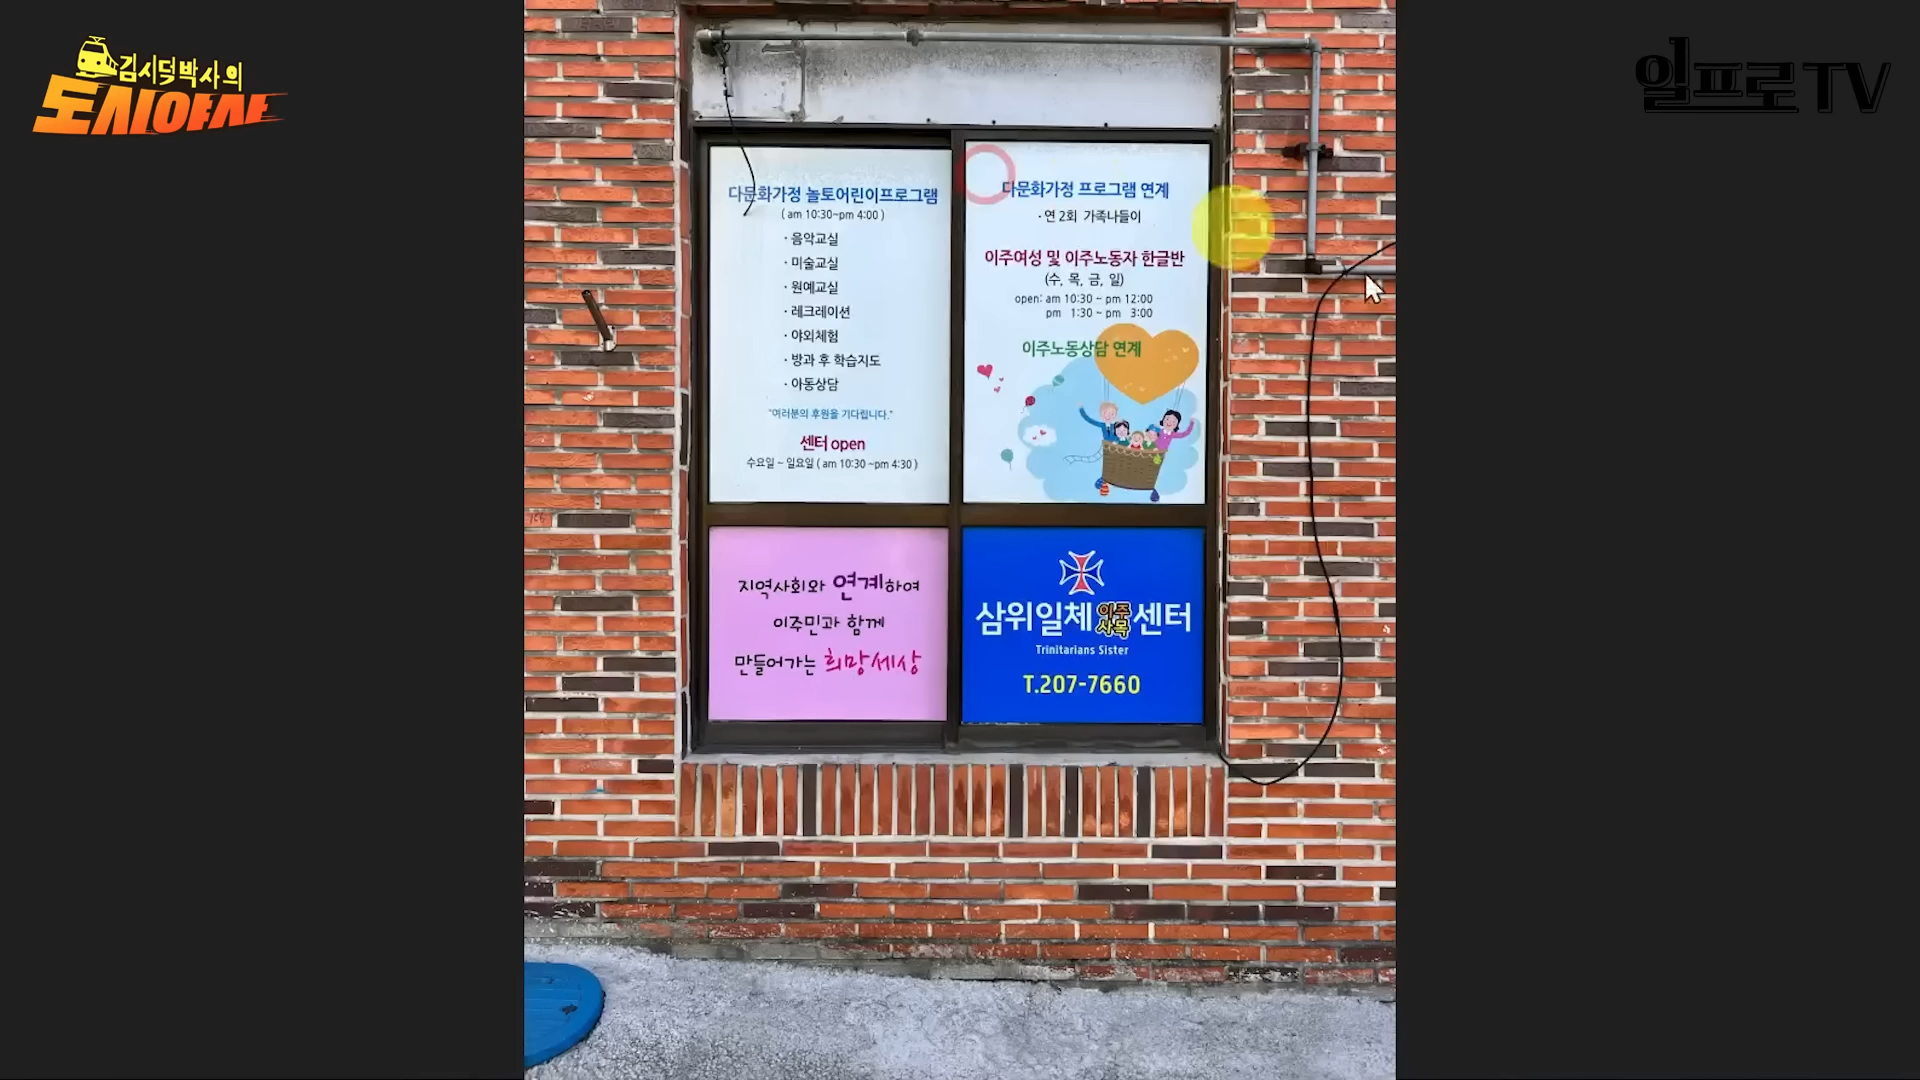 김시덕박사의
도시야사
일프로TV
다문화가정 놀토어린이프로그램
( am 10:30~pm 4:00 )
· 음악교실
· 미술교실
· 원예교실
· 레크레이션
· 야외체험
· 방과 후 학습지도
· 아동상담
"여러분의 후원을 기다립니다."
센터 open
수요일 ~ 일요일 ( am 10:30 ~pm 4:30 )
다문화가정 프로그램 연계
· 연 2회 가족나들이
이주여성 및 이주노동자 한글반
(수, 목, 금, 일)
open: am 10:30 ~ pm 12:00
pm 1:30 ~ pm 3:00
이주노동상담 연계
지역사회와 연계하여
이주민과 함께
만들어가는 희망세상
삼위일체 이주사목 센터
Trinitarians Sister
T.207-7660